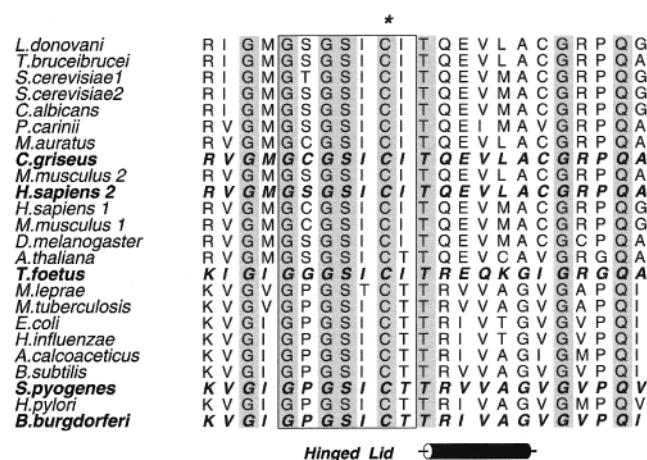 *
L.donovani R I G M G S G S I C I T Q E V L A C G R P Q G
T.bruceibrucei R I G M G S G S I C I T Q E V L A C G R P Q A
S.cerevisiae1 R I G M G T G S I C I T Q E V M A C G R P Q A
S.cerevisiae2 R I G M G S G S I C I T Q E V M A C G R P Q A
C.albicans R I G M G S G S I C I T Q E V M A C G R P Q A
P.carinii R V G M G S G S I C I T Q E I M A V G R P Q A
M.auratus R V G M G S G S I C I T Q E V L A C G R P Q A
C.griseus R V G M G C G S I C I T Q E V L A C G R P Q A
M.musculus 2 R V G M G S G S I C I T Q E V L A C G R P Q A
H.sapiens 2 R V G M G S G S I C I T Q E V L A C G R P Q A
H.sapiens 1 R V G M G C G S I C I T Q E V M A C G R P Q G
M.musculus 1 R V G M G C G S I C I T Q E V M A C G R P Q G
D.melanogaster R V G M G S G S I C I T Q E V M A C G C P Q A
A.thaliana R V G M G S G S I C T T Q E V C A V G R G Q A
T.foetus K I G I G G G S I C I T R E Q K G I G R G Q A
M.leprae K V G V G P G S T C T T R V V A G V G A P Q I
M.tuberculosis K V G V G P G S I C T T R V V A G V G A P Q I
E.coli K V G I G P G S I C T T R I V T G V G V P Q I
H.influenzae K V G I G P G S I C T T R I V T G V G V P Q I
A.calcoaceticus K V G I G P G S I C T T R I V A G I G M P Q I
B.subtilis K V G I G P G S I C T T R V V A G V G V P Q I
S.pyogenes K V G I G P G S I C T T R V V A G V G V P Q V
H.pylori K V G I G P G S I C T T R I V A G V G M P Q V
B.burgdorferi K V G I G P G S I C T T R I V A G V G V P Q I
Hinged Lid